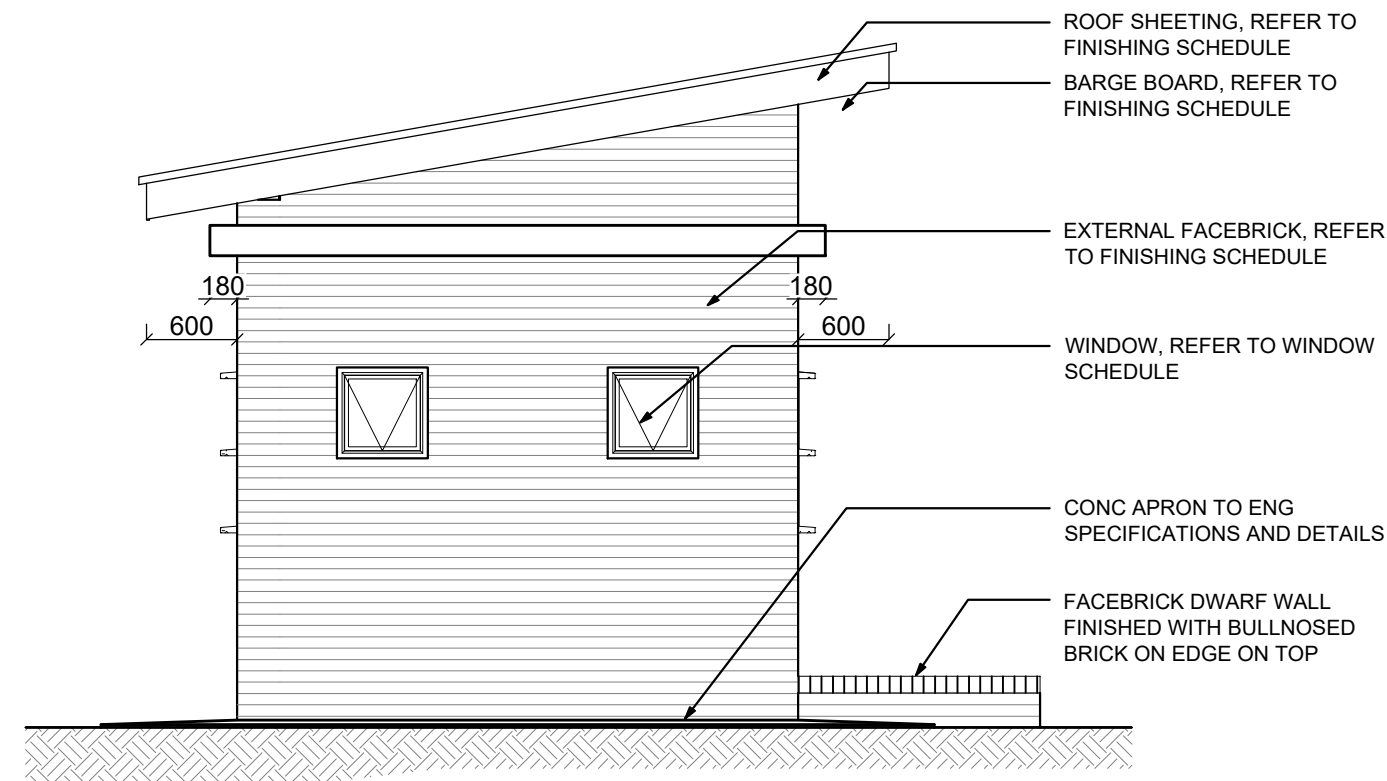 ROOF SHEETING, REFER TO
FINISHING SCHEDULE
BARGE BOARD, REFER TO
FINISHING SCHEDULE
EXTERNAL FACEBRICK, REFER
TO FINISHING SCHEDULE
180
180
600
600
WINDOW, REFER TO WINDOW
SCHEDULE
CONC APRON TO ENG
SPECIFICATIONS AND DETAILS
FACEBRICK DWARF WALL
FINISHED WITH BULLNOSED
BRICK ON EDGE ON TOP